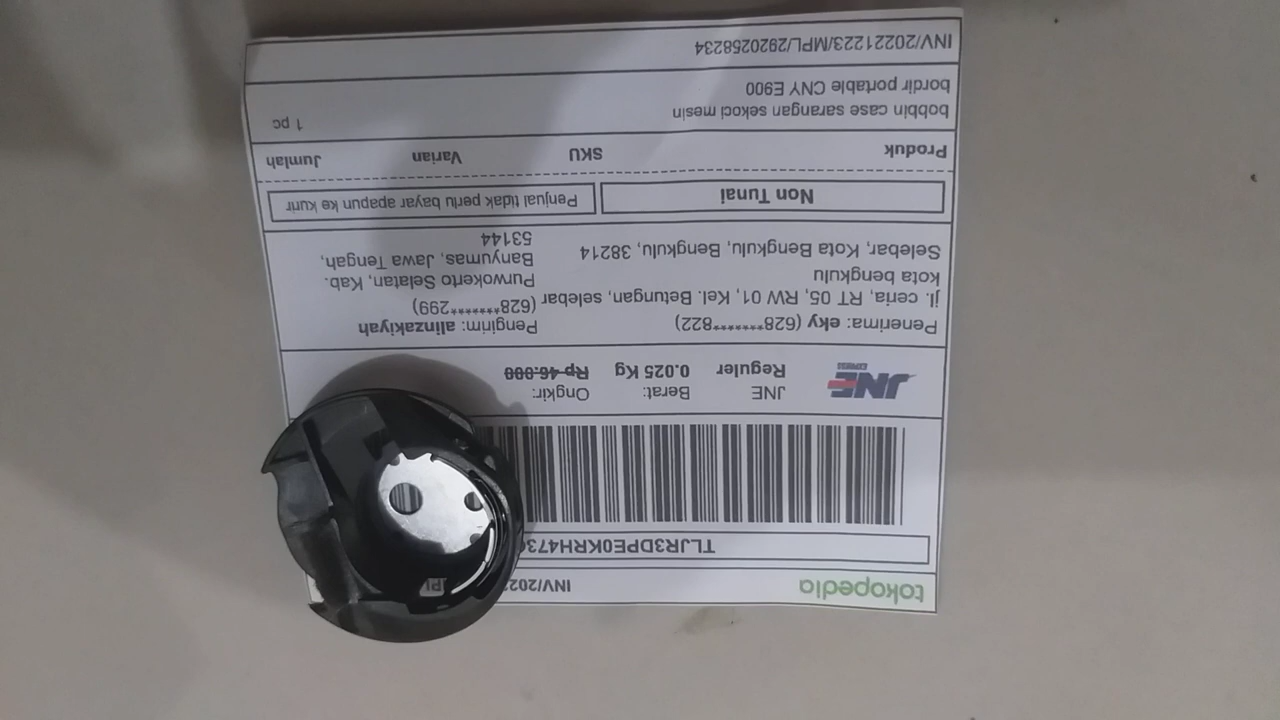 tokopedia INV/202
TLJR3DPE0KRH473
JNE EXPRESS
JNE Berat: Ongkir:
Reguler 0.025 Kg Rp 46.000
Penerima: eky (628*******822)
jl. ceria, RT 05, RW 01, Kel. Betungan, selebar
kota bengkulu
Selebar, Kota Bengkulu, Bengkulu, 38214
Pengirim: alinzakiyah
(628*******299)
Purwokerto Selatan, Kab.
Banyumas, Jawa Tengah,
53144
Non Tunai
Penjual tidak perlu bayar apapun ke kurir
Produk SKU Varian Jumlah
bobbin case sarangan sekoci mesin 1 pc
bordir portable CNY E900
INV/20221223/MPL/2920258234